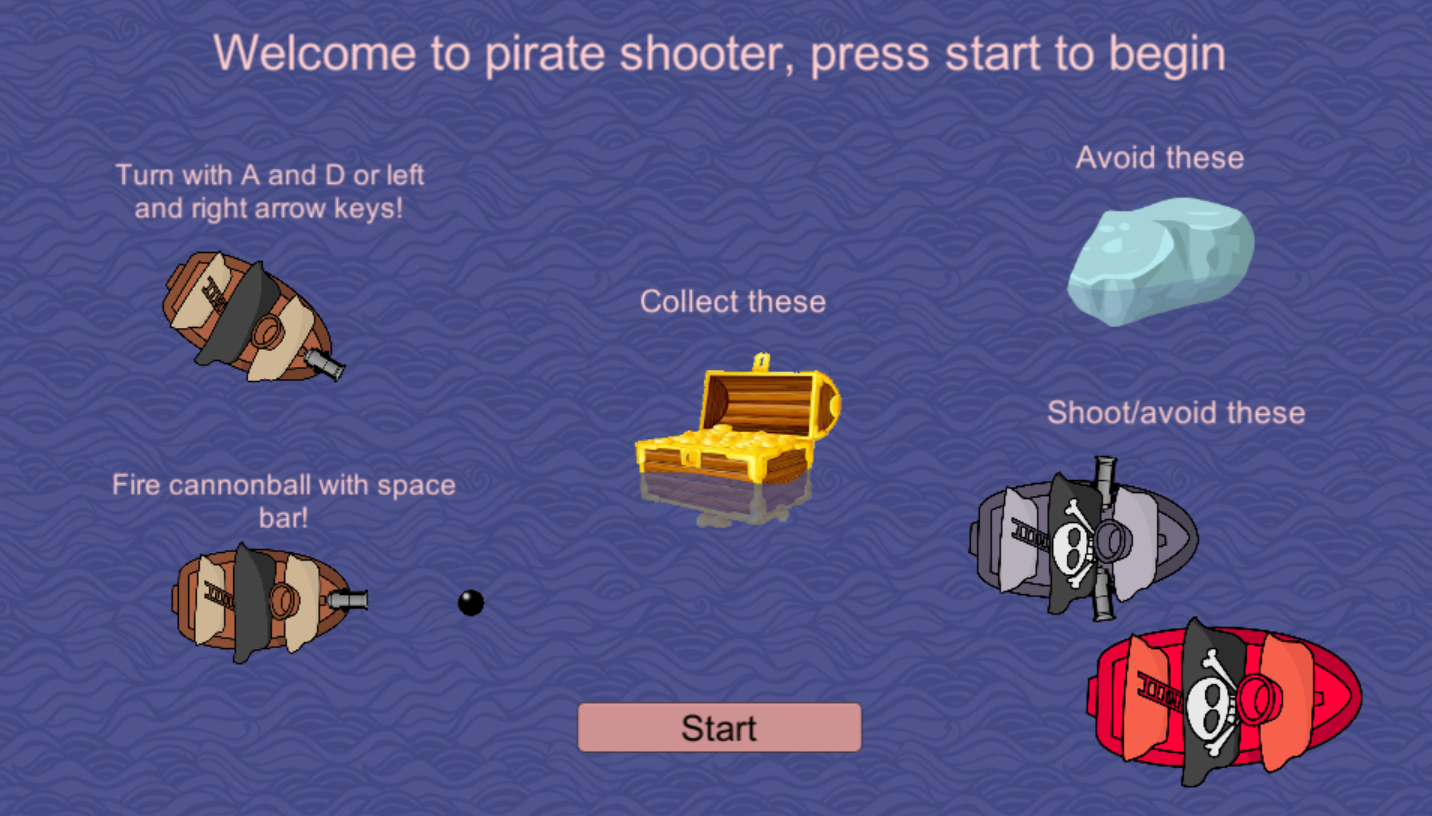 Welcome to pirate shooter, press start to begin
Turn with A and D or left
and right arrow keys!
Avoid these
Collect these
Shoot/avoid these
Fire cannonball with space
bar!
Start